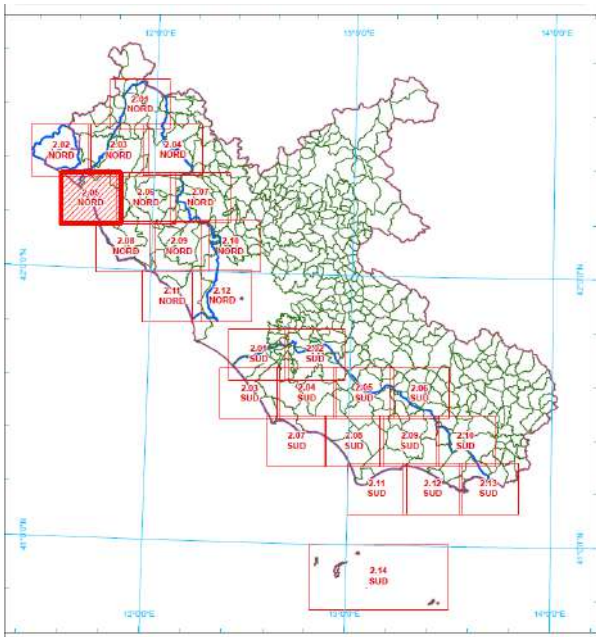 12°0'0"E 13°0'0"E 14°0'0"E
2.01
NORD
2.02
NORD
2.03
NORD
2.04
NORD
2.05
NORD
2.06
NORD
2.07
NORD
2.08
NORD
2.09
NORD
2.10
NORD
42°0'0"N
42°0'0"N
2.11
NORD
2.12
NORD
2.01
SUD
2.02
SUD
2.03
SUD
2.04
SUD
2.05
SUD
2.06
SUD
2.07
SUD
2.08
SUD
2.09
SUD
2.10
SUD
2.11
SUD
2.12
SUD
2.13
SUD
41°0'0"N
41°0'0"N
2.14
SUD
12°0'0"E 13°0'0"E 14°0'0"E